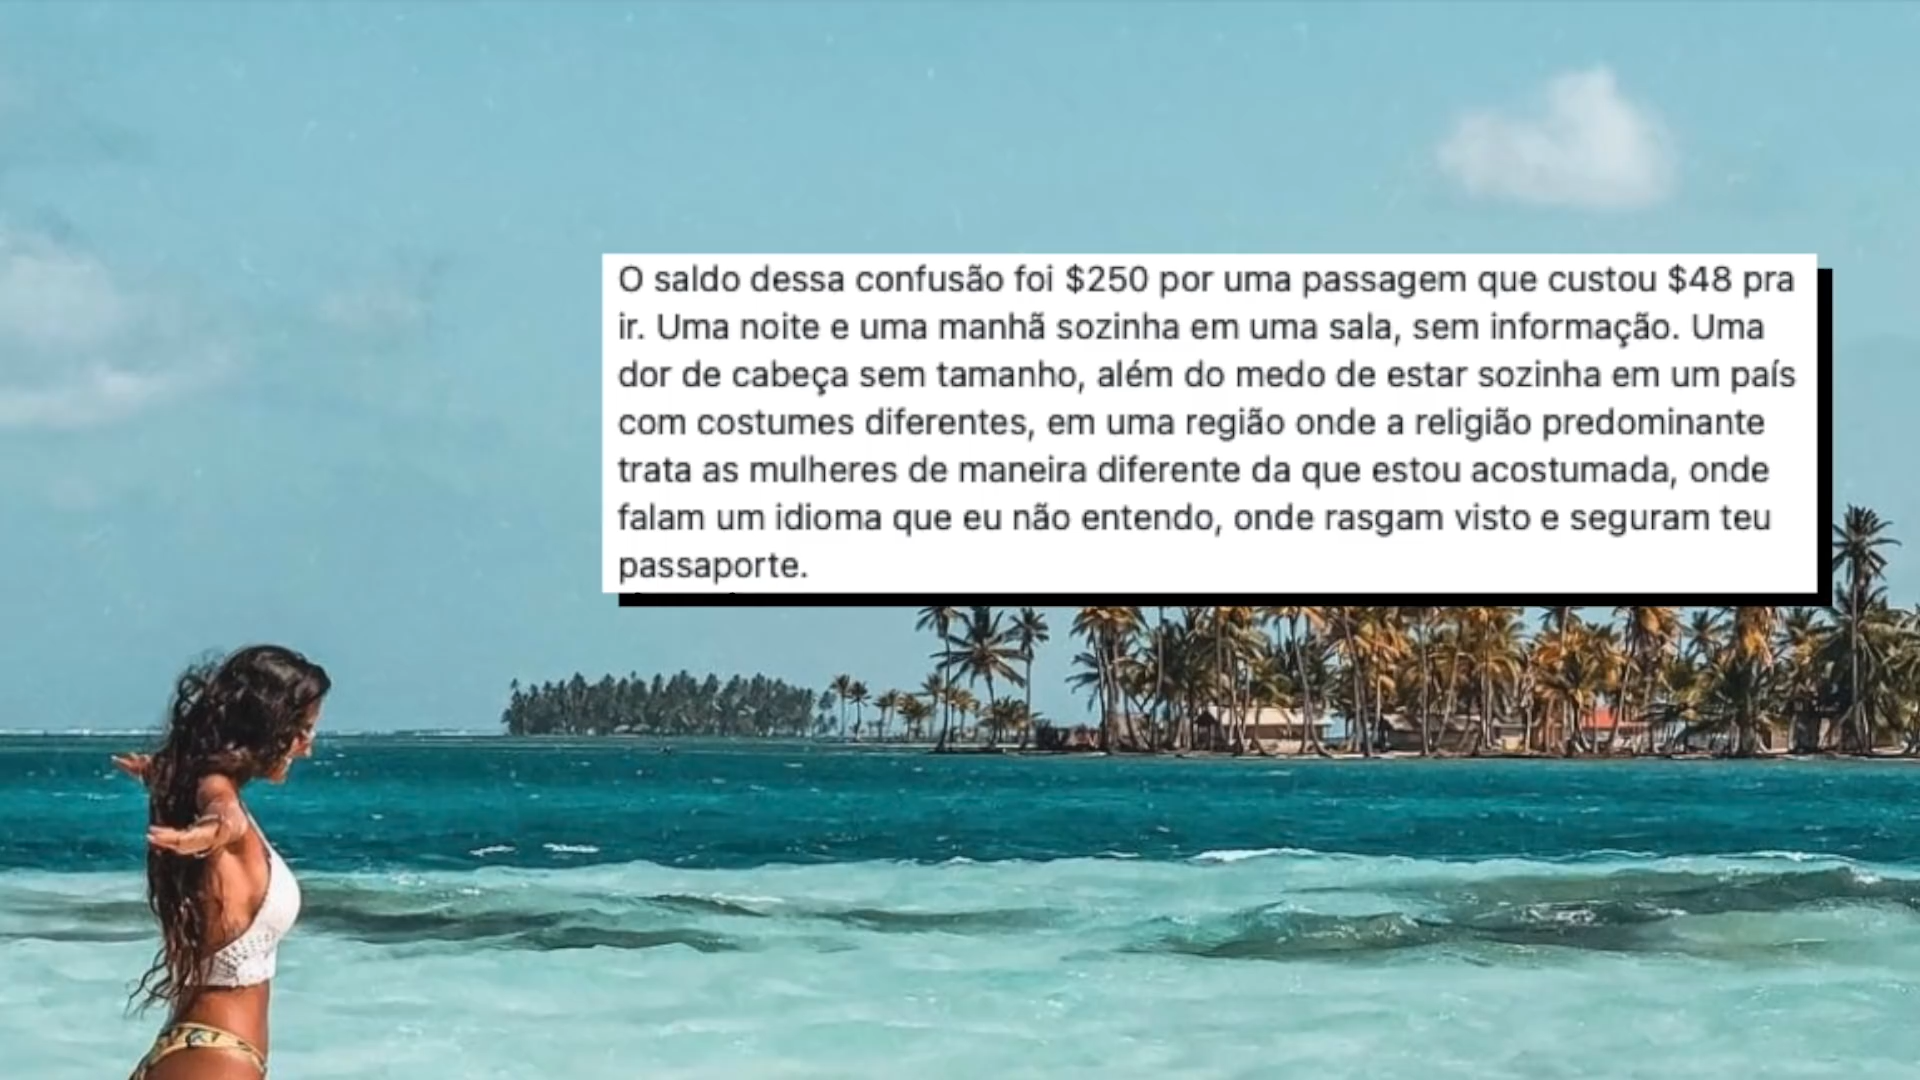 O saldo dessa confusão foi $250 por uma passagem que custou $48 pra
ir. Uma noite e uma manhã sozinha em uma sala, sem informação. Uma
dor de cabeça sem tamanho, além do medo de estar sozinha em um país
com costumes diferentes, em uma região onde a religião predominante
trata as mulheres de maneira diferente da que estou acostumada, onde
falam um idioma que eu não entendo, onde rasgam visto e seguram teu
passaporte.